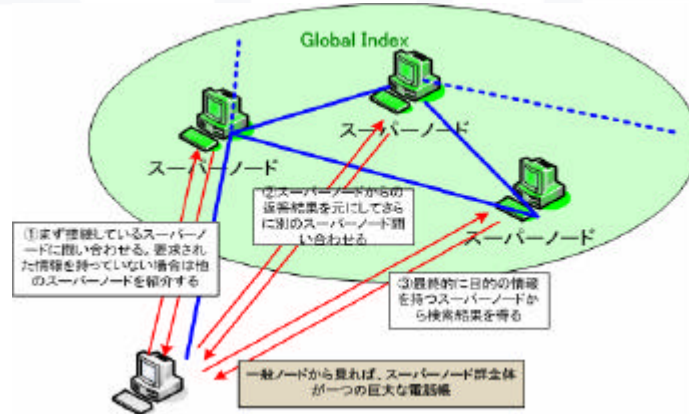 Global Index
スーパーノード
スーパーノード
スーパーノード
①まず接続しているスーパーノ
ードに問い合わせる。要求され
た情報を持っていない場合は他
のスーパーノードを紹介する
②スーパーノードからの
返答結果を元にしてさら
に別のスーパーノード問
い合わせる
③最終的に目的の情報
を持つスーパーノードか
ら検索結果を得る
一般ノードから見れば、スーパーノード群全体
が一つの巨大な電話帳